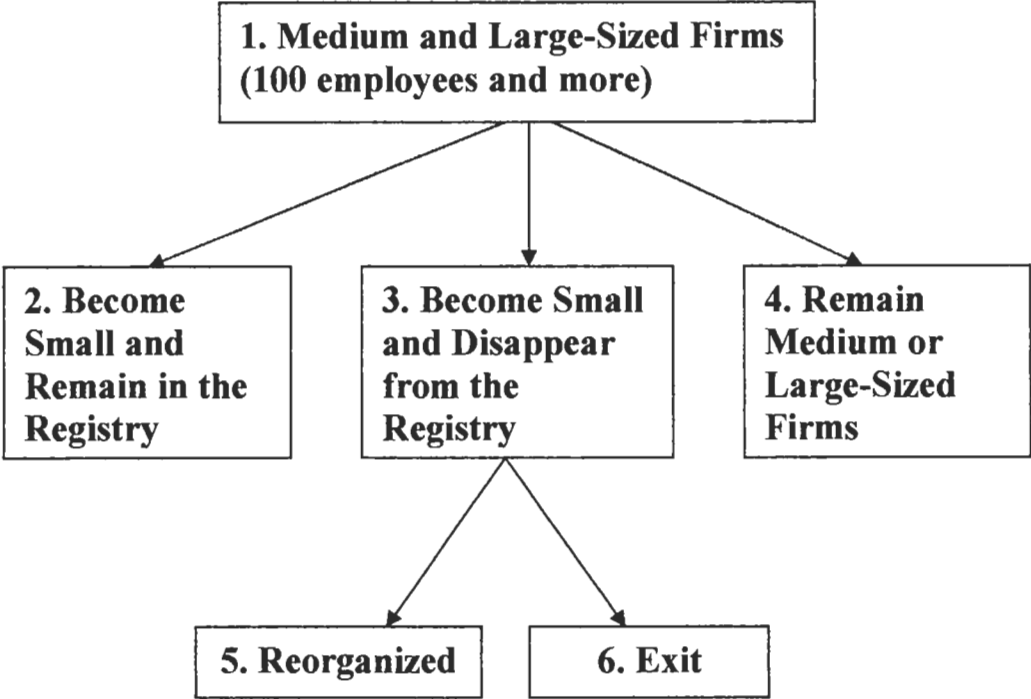 1. Medium and Large-Sized Firms
(100 employees and more)
2. Become
Small and
Remain in the
Registry
3. Become Small
and Disappear
from the
Registry
4. Remain
Medium or
Large-Sized
Firms
5. Reorganized
6. Exit